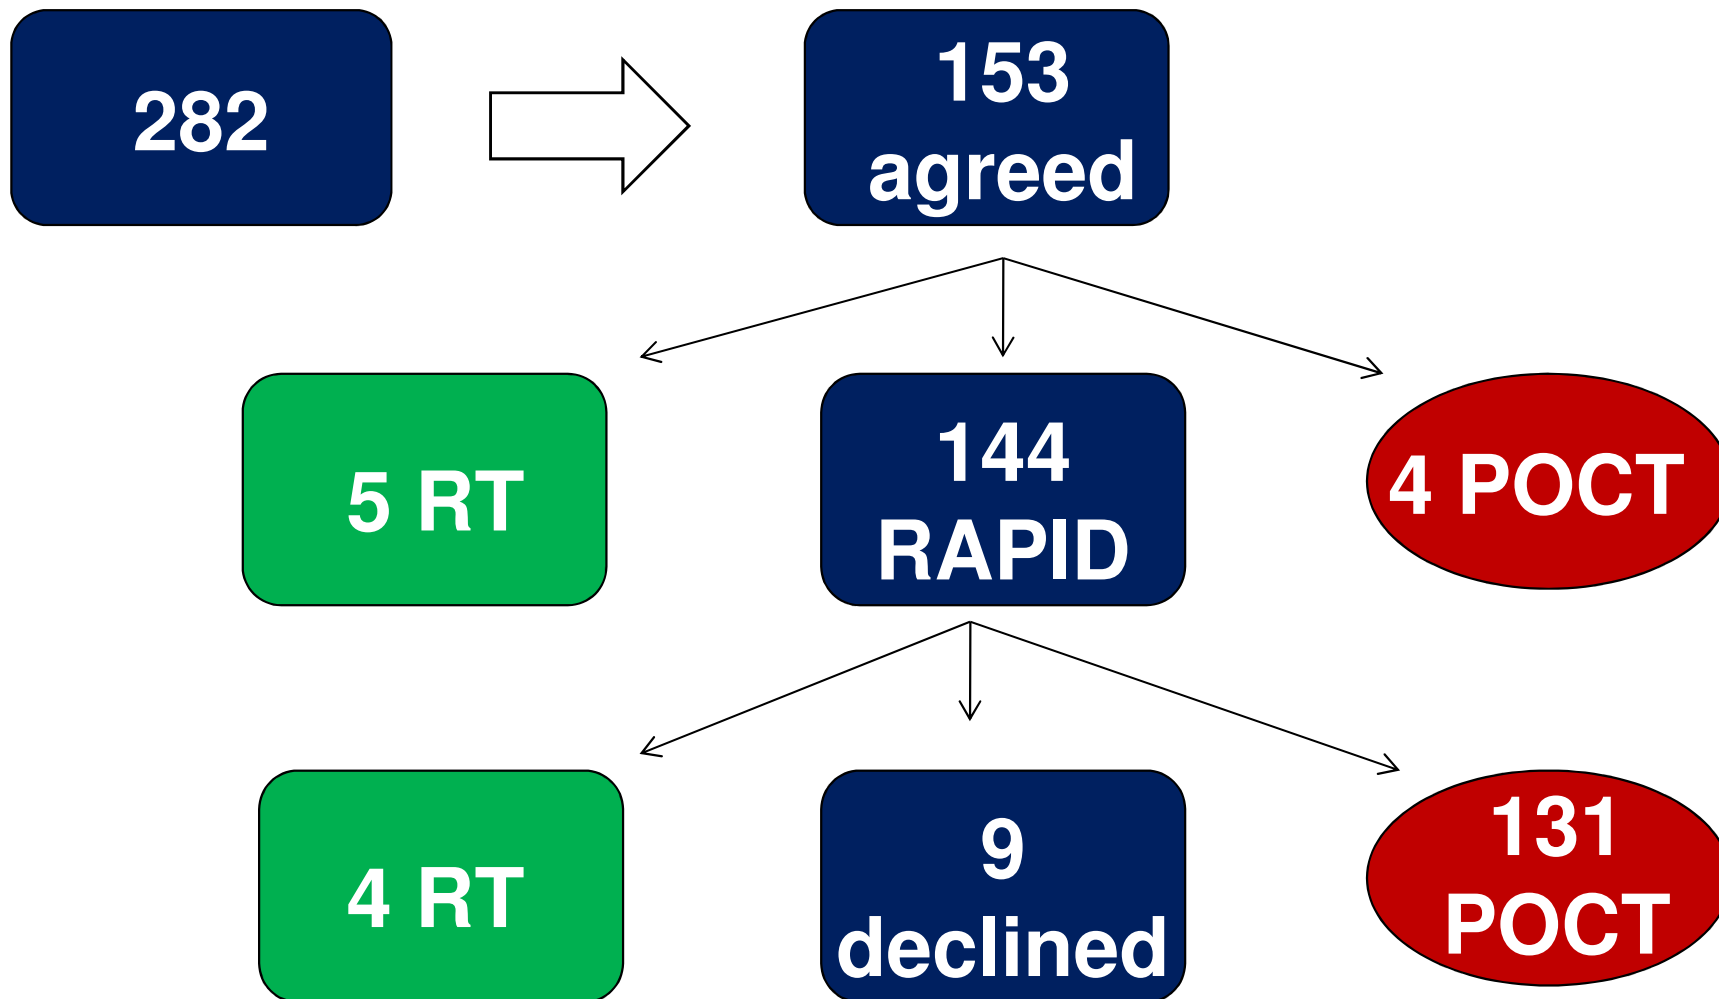 282
153
agreed
5 RT
144
RAPID
4 POCT
4 RT
9
declined
131
POCT